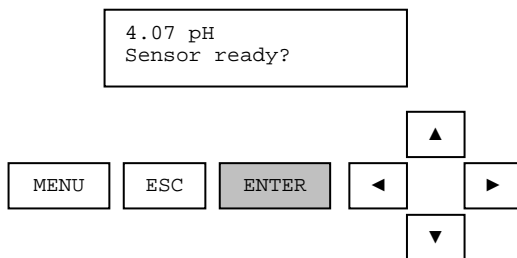 4.07 pH
Sensor ready?
▲
MENU ESC ENTER ◄ ►
▼